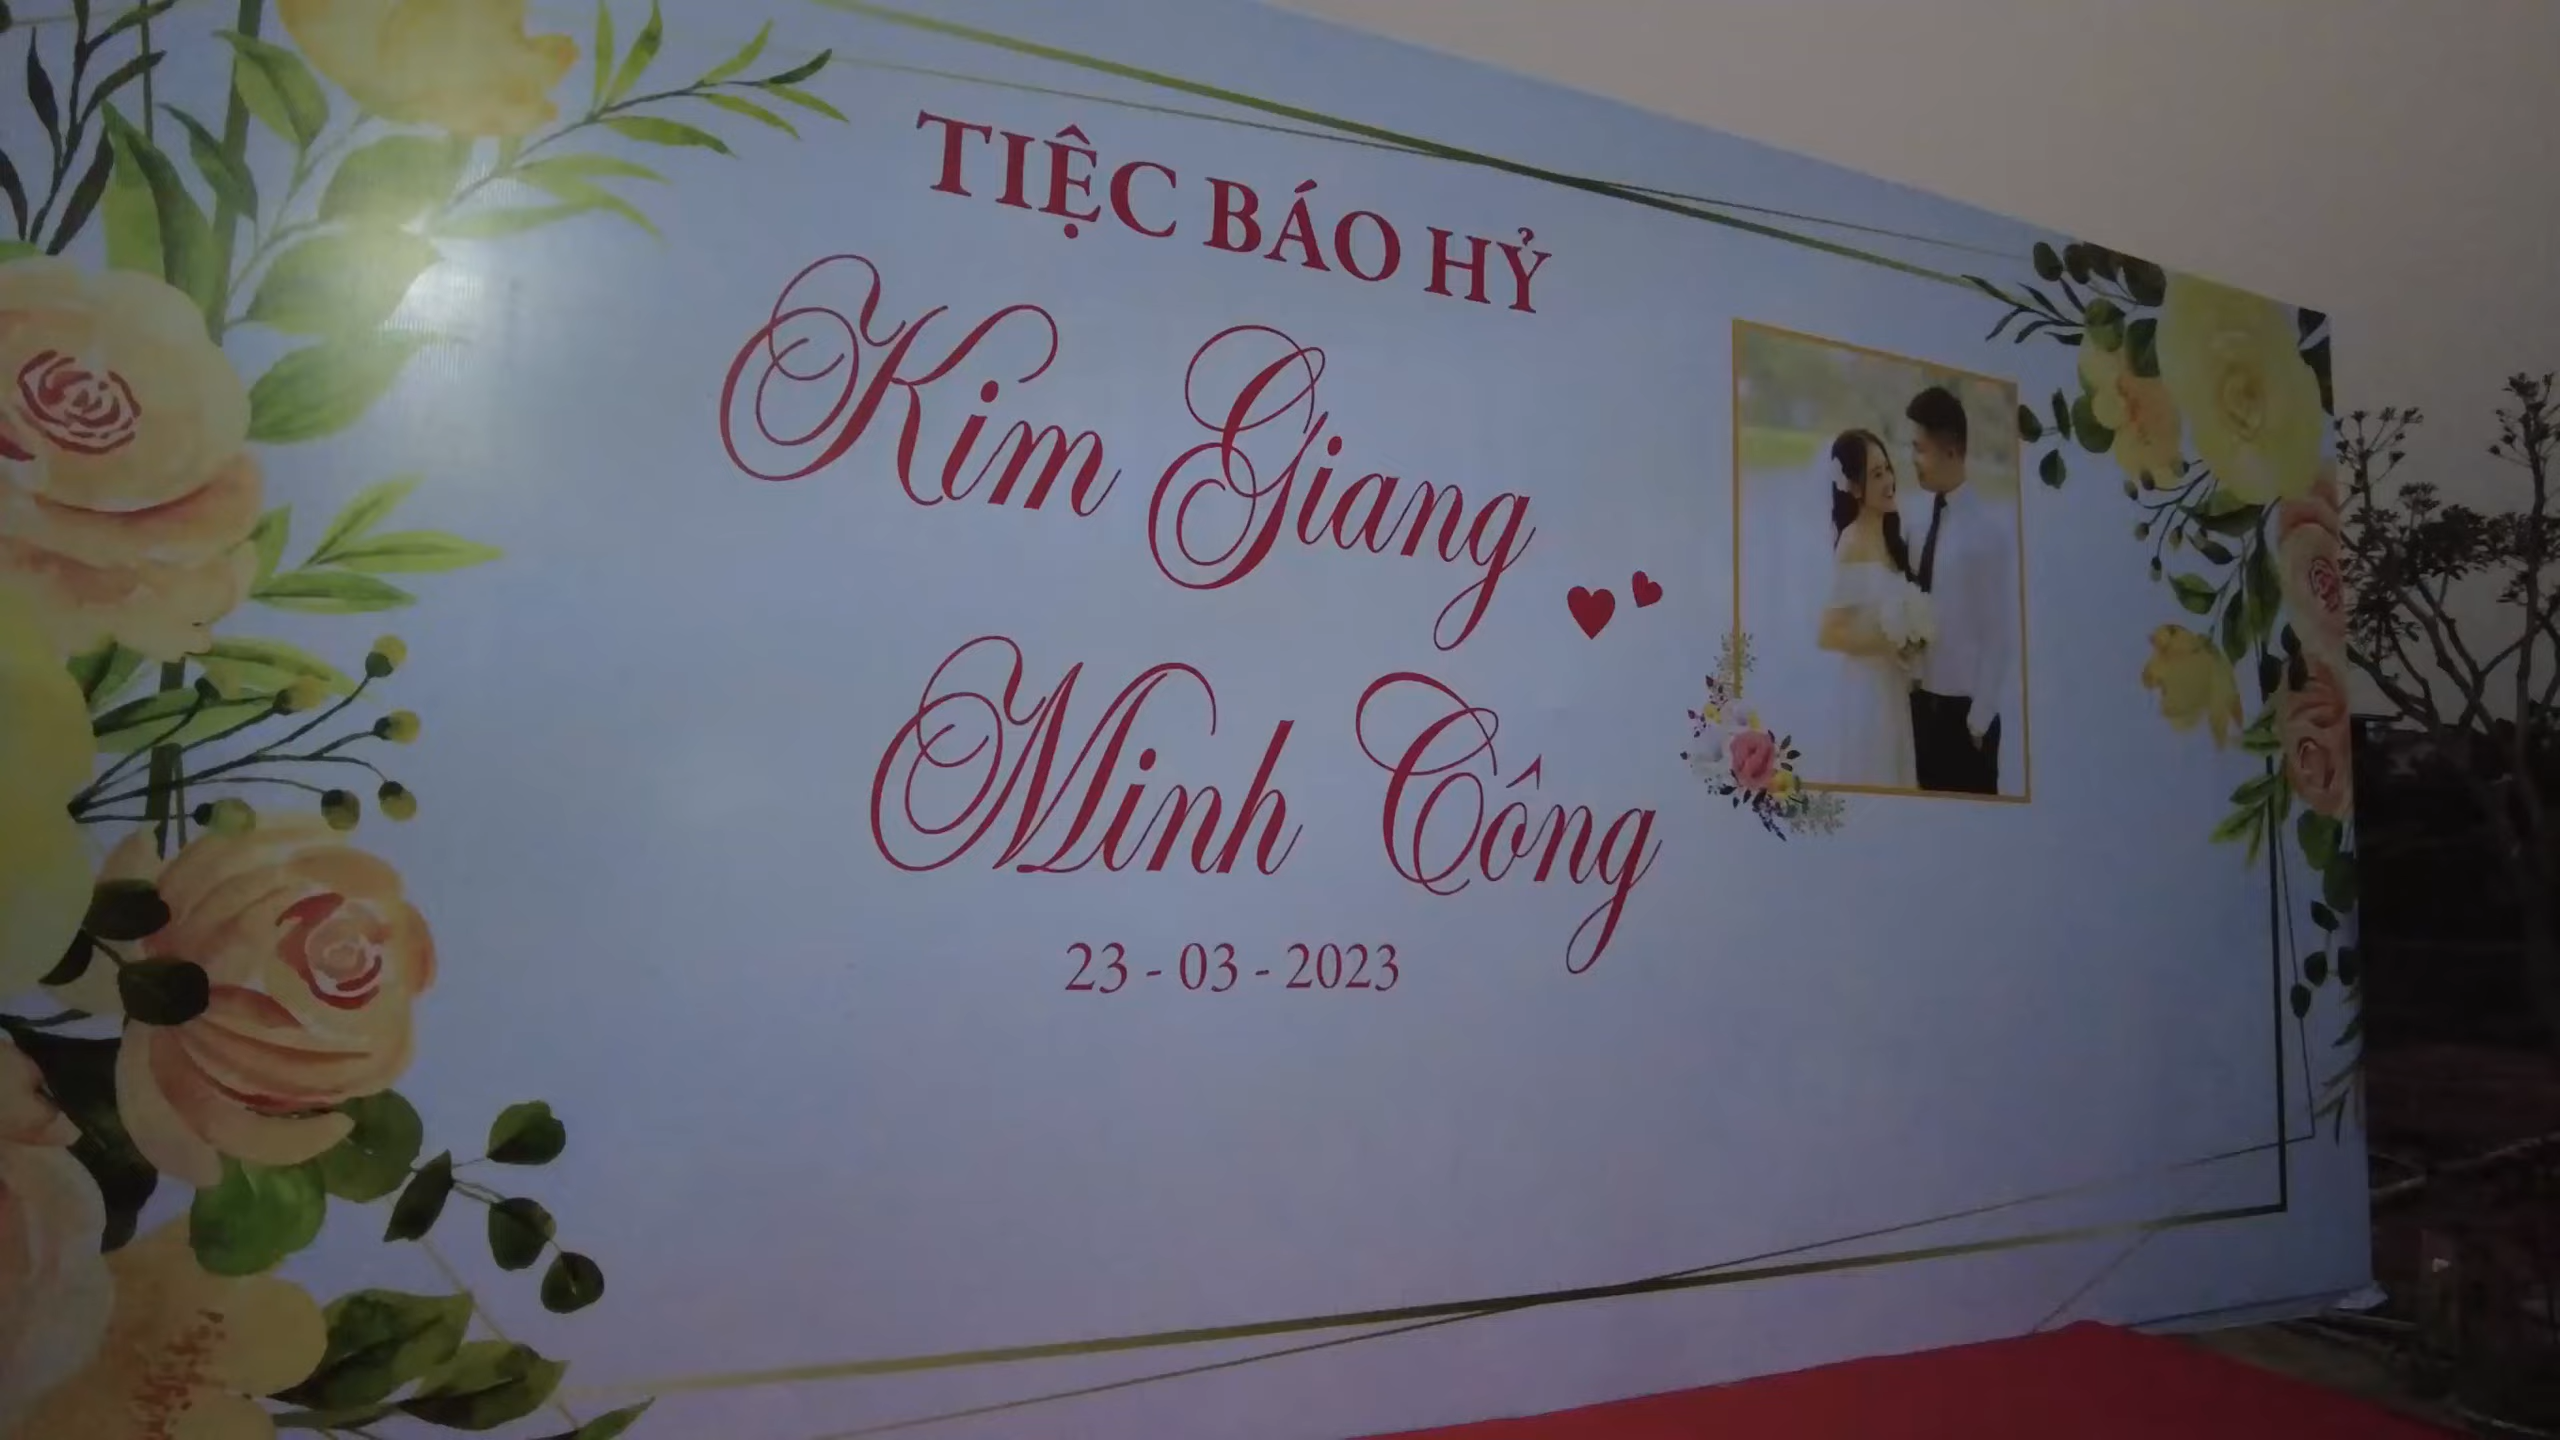 TIỆC BÁO HỶ
Kim Giang
Minh Công
23 - 03 - 2023